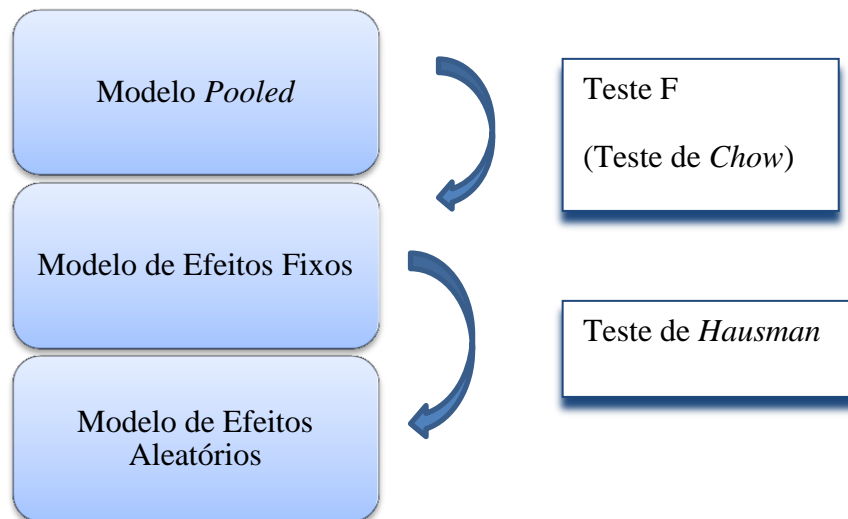 Modelo Pooled
Teste F
(Teste de Chow)
Modelo de Efeitos Fixos
Teste de Hausman
Modelo de Efeitos
Aleatórios